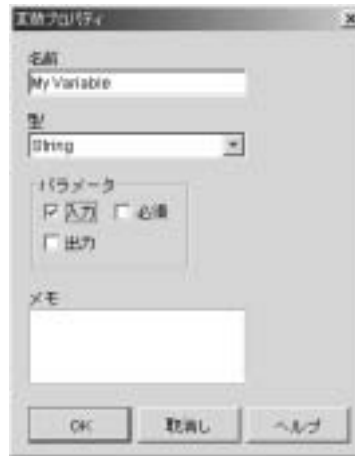 変数プロパティ
名前
My Variable
型
String
パラメータ
入力 必須
出力
メモ
OK 取消し ヘルプ